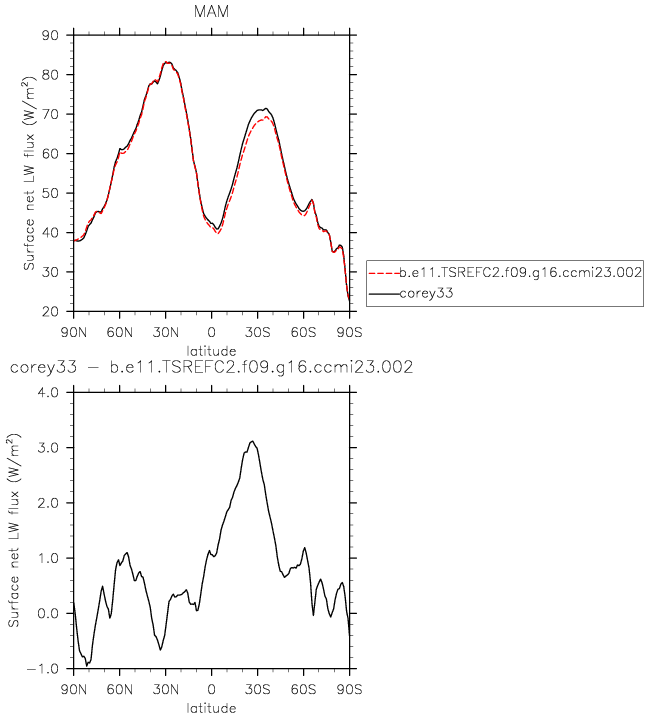 MAM
90
80
70
60
50
40
30
20
Surface net LW flux (W/m²)
90N 60N 30N 0 30S 60S 90S
latitude
b.e11.TSREFC2.f09.g16.ccmi23.002
corey33
corey33 – b.e11.TSREFC2.f09.g16.ccmi23.002
4.0
3.0
2.0
1.0
0.0
−1.0
Surface net LW flux (W/m²)
90N 60N 30N 0 30S 60S 90S
latitude